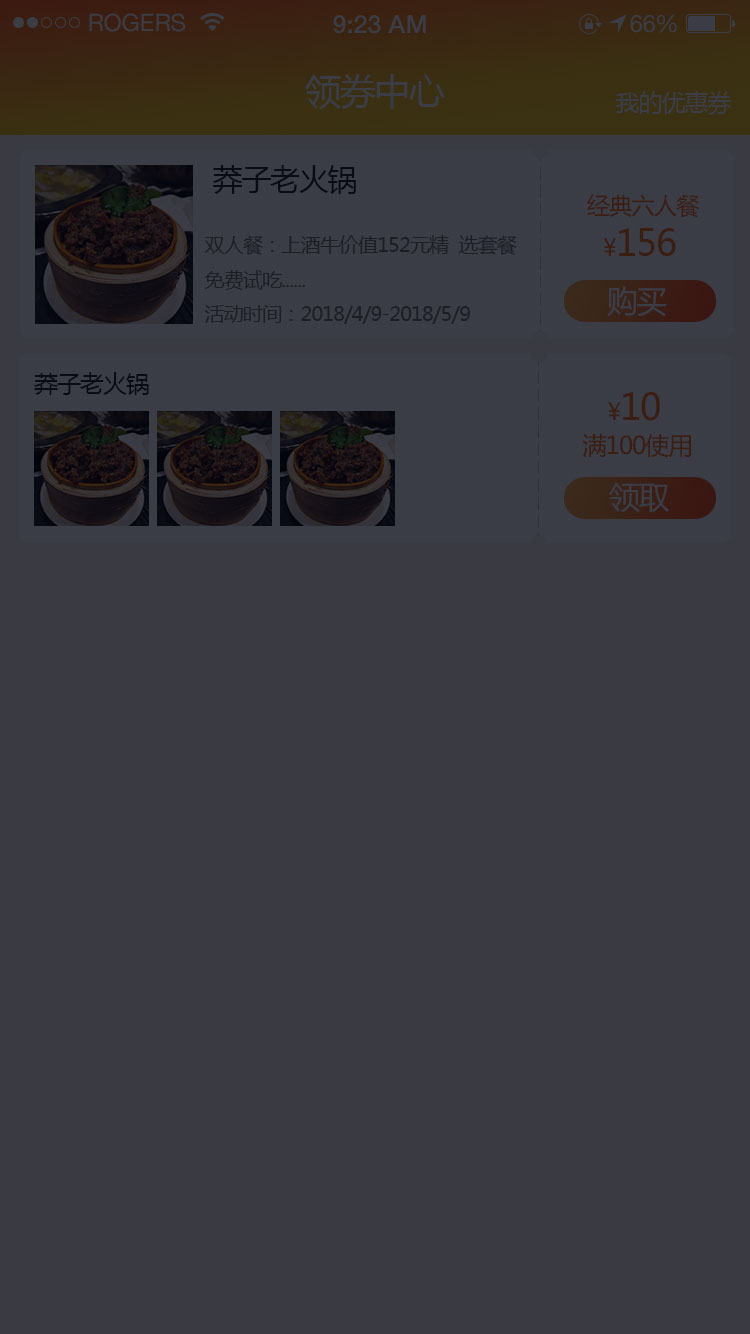 ROGERS 9:23 AM 66%
领券中心
我的优惠券
莽子老火锅
双人餐：上酒牛价值152元精 选套餐
免费试吃......
活动时间：2018/4/9-2018/5/9
经典六人餐
¥156
购买
莽子老火锅
¥10
满100使用
领取